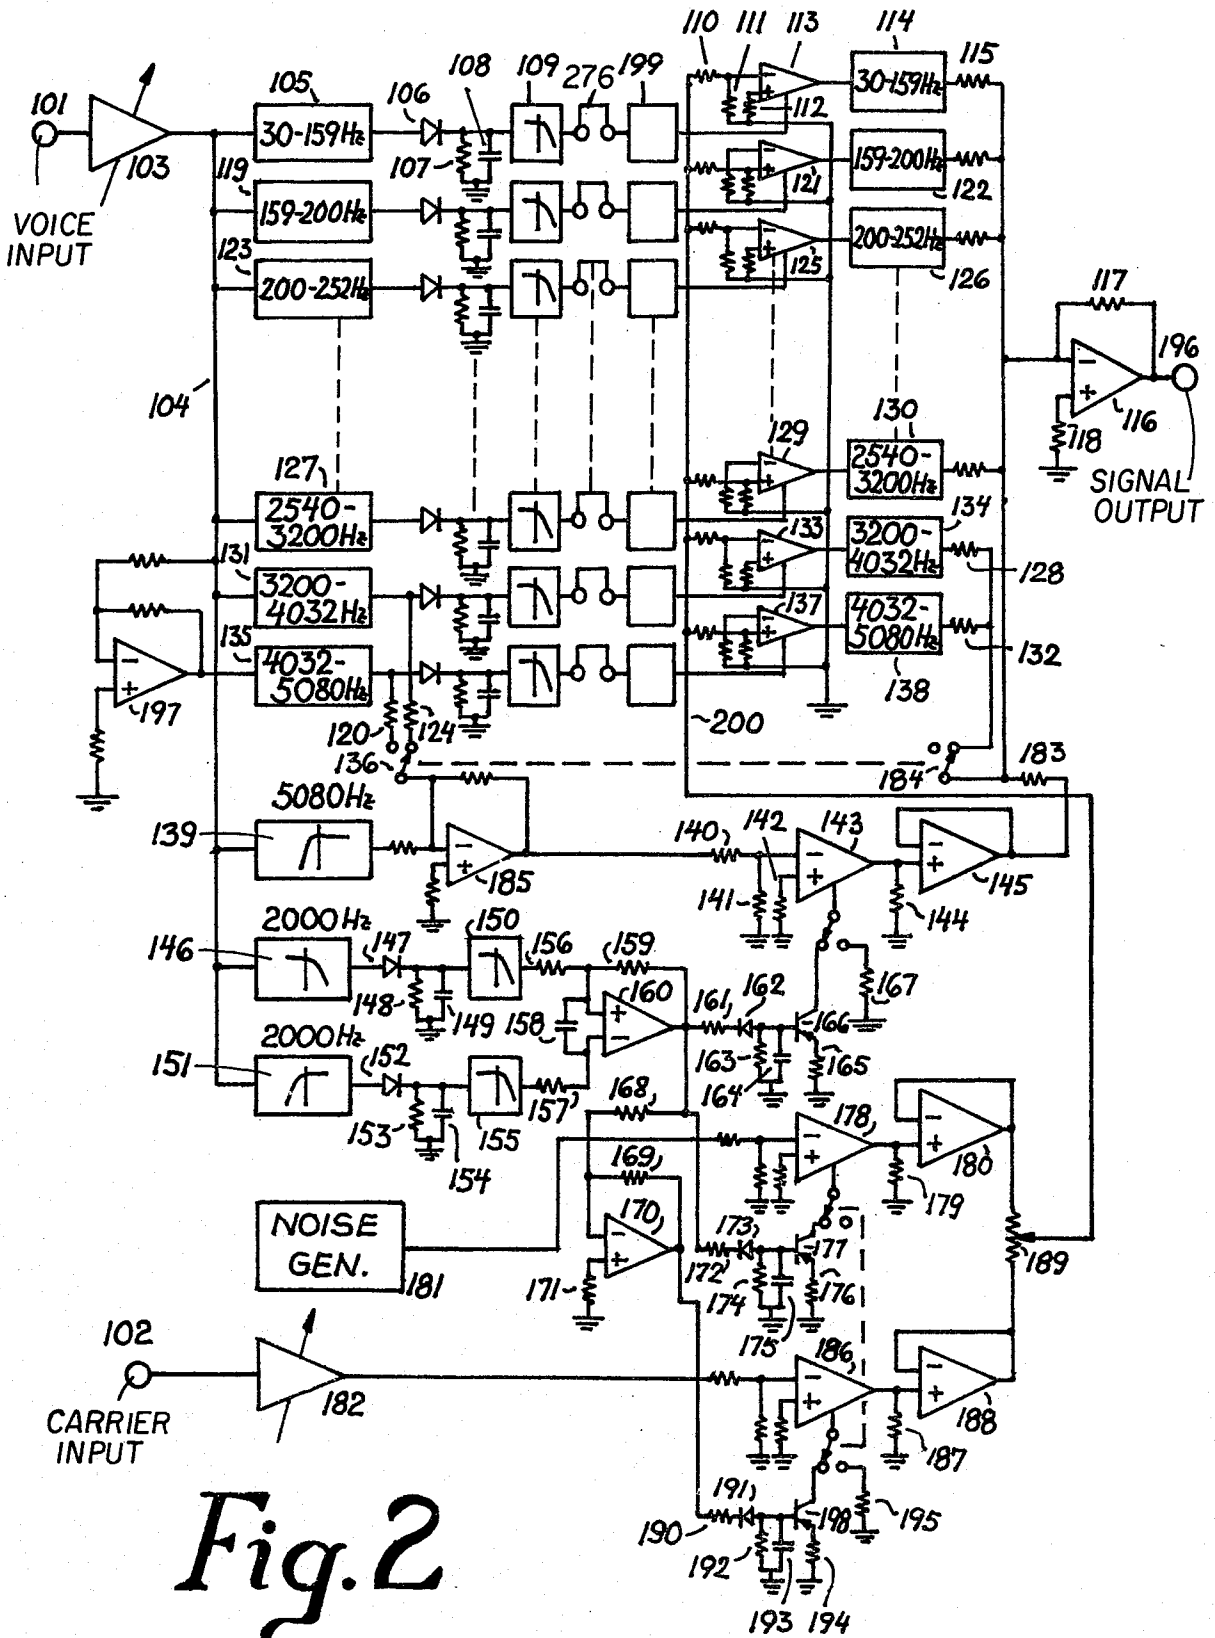 110 111 113 114 115
101 105 106 108 109 276 199
30-159Hz
30-159Hz
103 107 112
119
VOICE
INPUT
159-200Hz
121
159-200Hz
122
123
200-252Hz
125
200-252Hz
126
117
196
104
116
118
SIGNAL
OUTPUT
127
2540-
3200Hz
129
130
2540-
3200Hz
131
3200-
4032Hz
133
134
3200-
4032Hz
128
135
4032-
5080Hz
137
4032-
5080Hz
132
138
197
120 124
200
136
184
183
5080Hz
139
185
140 142 143
141
144
145
2000Hz
146
147
150
156 159
148
149
158
160
161 162
166
167
163
164
165
2000Hz
151
152
153
154
155
157
168
178
180
179
169
170
171
NOISE
GEN.
181
173
172
174
175
177
176
189
102
CARRIER
INPUT
182
186
188
187
191
190
192
193
198
194
195
Fig. 2
- + - + - + - + - + - +
- + - + - + - + - +
+ - - + - + - + - + - +